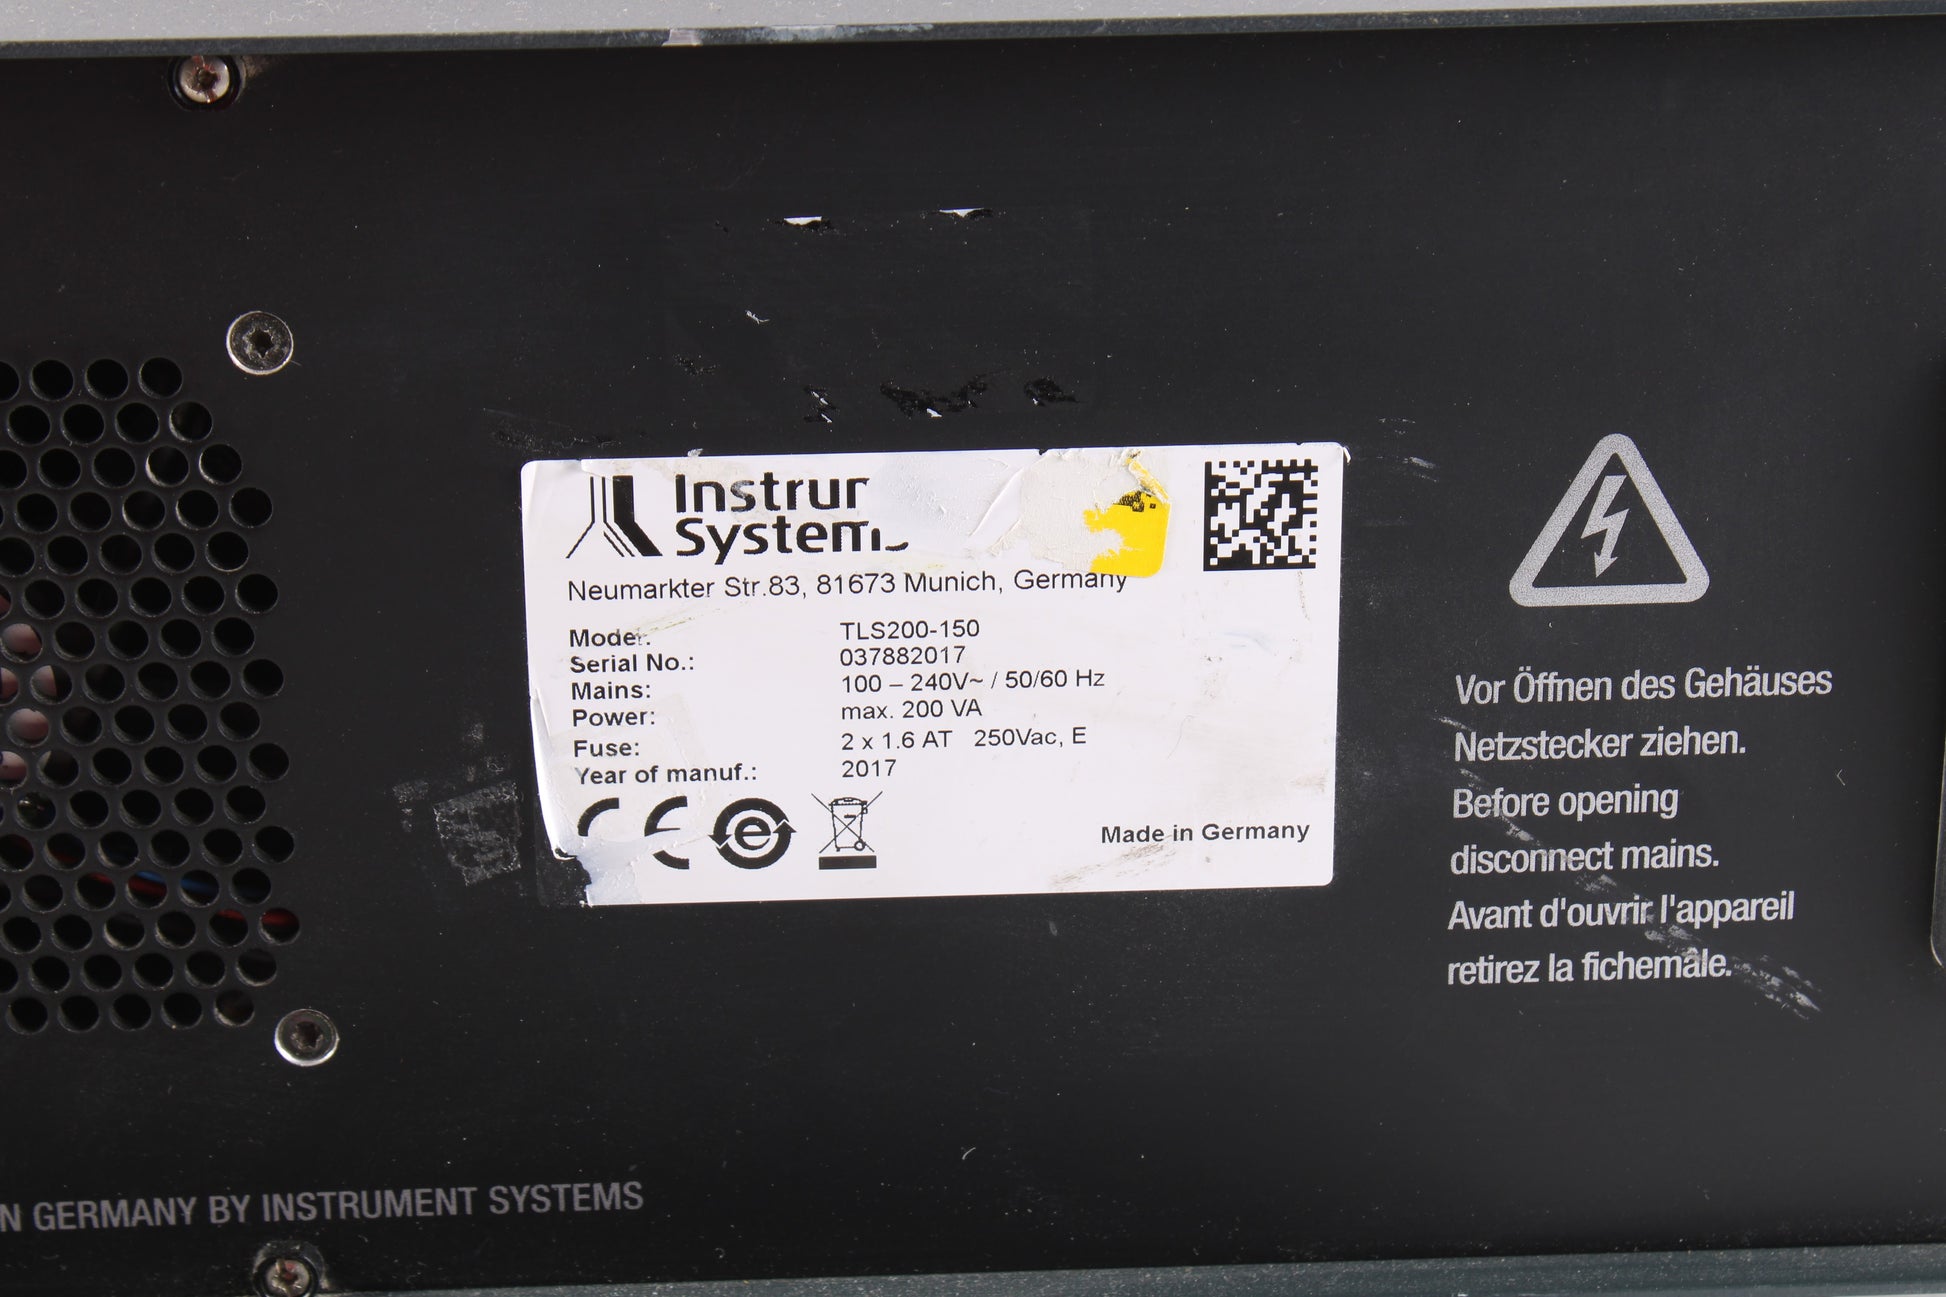 Instrur
System
Neumarkter Str.83, 81673 Munich, Germany
Model: TLS200-150
Serial No.: 037882017
Mains: 100 – 240V~ / 50/60 Hz
Power: max. 200 VA
Fuse: 2 x 1.6 AT 250Vac, E
Year of manuf.: 2017
CE
Made in Germany
Vor Öffnen des Gehäuses
Netzstecker ziehen.
Before opening
disconnect mains.
Avant d'ouvrir l'appareil
retirez la fichemâle.
N GERMANY BY INSTRUMENT SYSTEMS